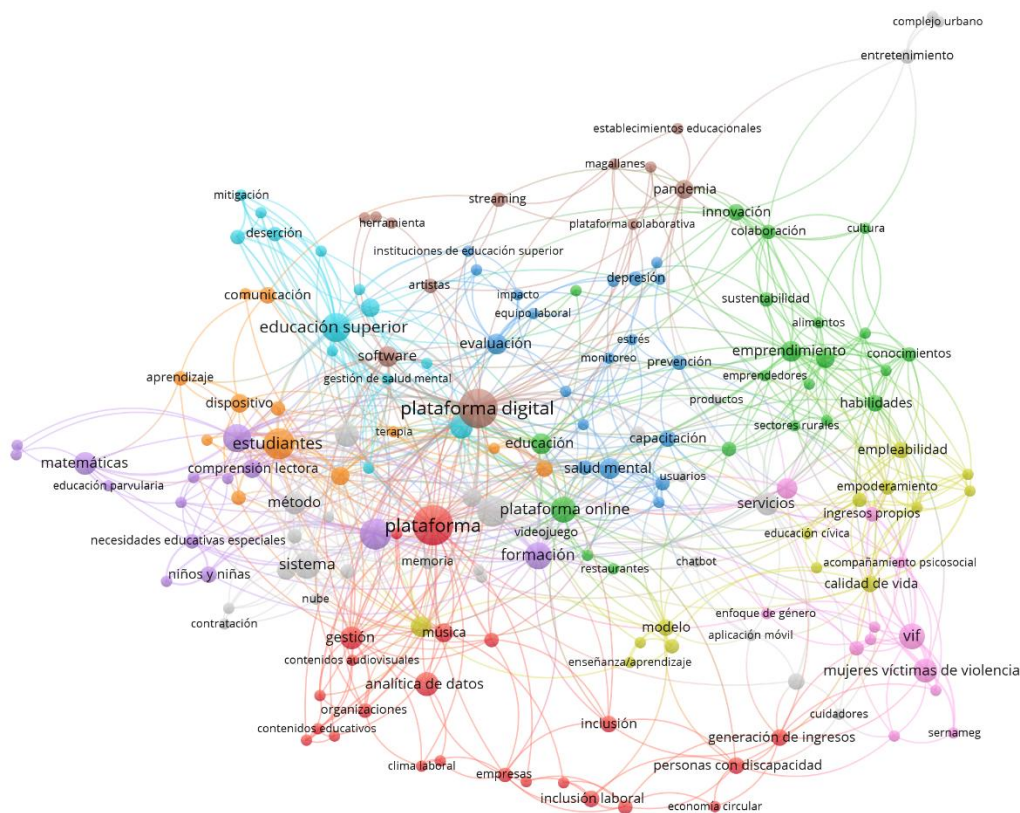 complejo urbano
entretenimiento
establecimientos educacionales
magallanes
pandemia
mitigación
streaming
innovación
herramienta
plataforma colaborativa
colaboración
cultura
deserción
instituciones de educación superior
depresión
artistas
comunicación
impacto
sustentabilidad
equipo laboral
educación superior
alimentos
evaluación
estrés
software
monitoreo
prevención
emprendimiento
conocimientos
aprendizaje
gestión de salud mental
emprendedores
dispositivo
plataforma digital
productos
habilidades
terapia
sectores rurales
estudiantes
educación
capacitación
empleabilidad
matemáticas
comprensión lectora
salud mental
usuarios
empoderamiento
educación parvularia
método
servicios
plataforma online
ingresos propios
plataforma
videojuego
educación cívica
necesidades educativas especiales
formación
memoria
chatbot
acompañamiento psicosocial
sistema
restaurantes
niños y niñas
calidad de vida
nube
enfoque de género
contratación
modelo
gestión
música
aplicación móvil
vif
contenidos audiovisuales
enseñanza/aprendizaje
mujeres víctimas de violencia
analítica de datos
organizaciones
cuidadores
inclusión
contenidos educativos
sernameg
generación de ingresos
clima laboral
empresas
personas con discapacidad
inclusión laboral
economía circular